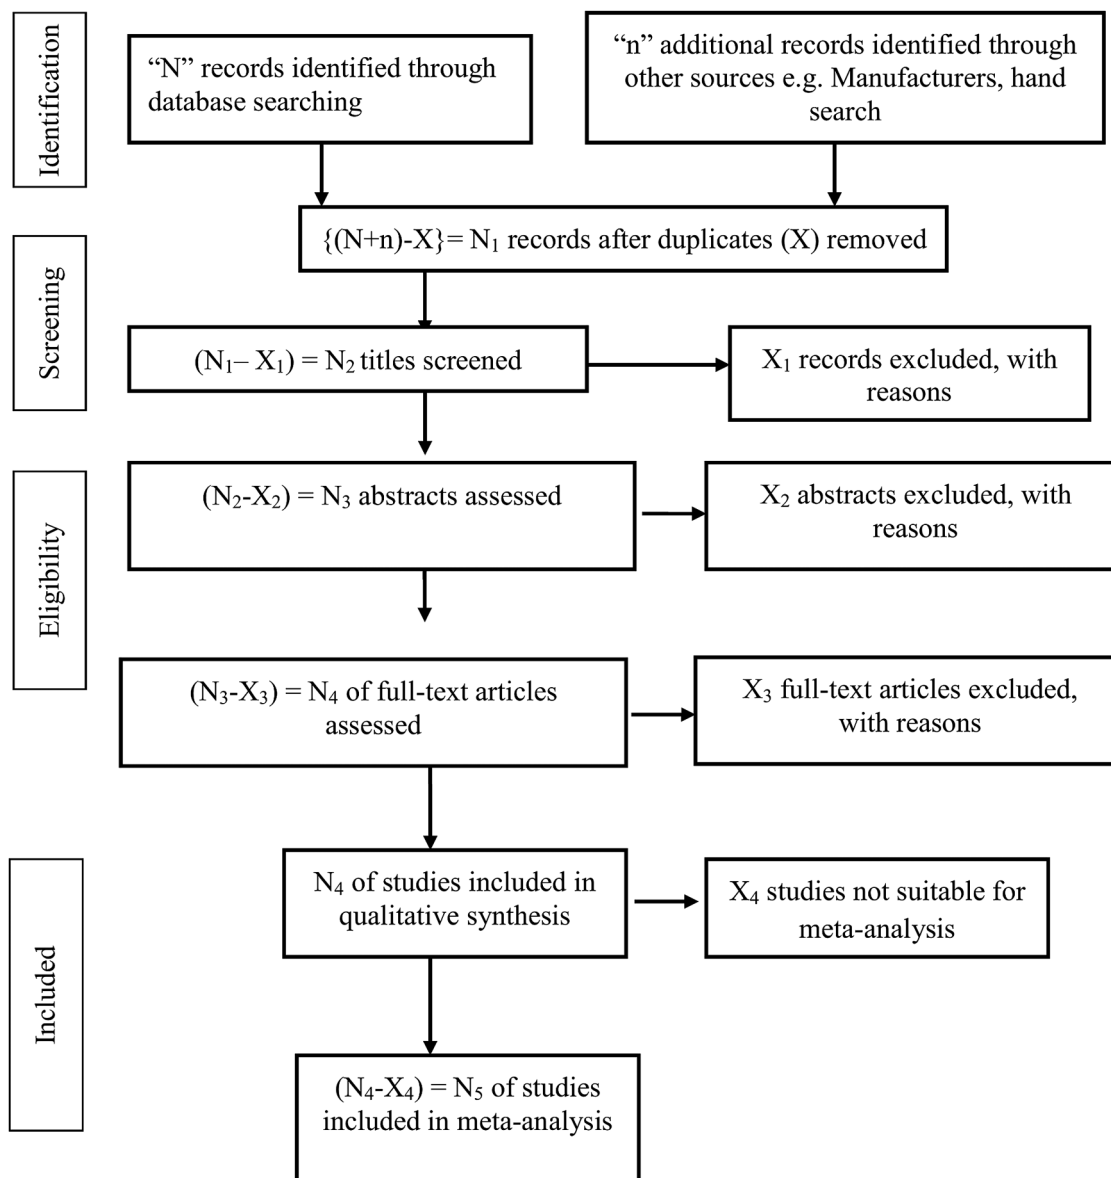 Identification
“N” records identified through
database searching
“n” additional records identified through
other sources e.g. Manufacturers, hand
search
{(N+n)-X}= N₁ records after duplicates (X) removed
Screening
(N₁– X₁) = N₂ titles screened
X₁ records excluded, with
reasons
Eligibility
(N₂-X₂) = N₃ abstracts assessed
X₂ abstracts excluded, with
reasons
(N₃-X₃) = N₄ of full-text articles
assessed
X₃ full-text articles excluded,
with reasons
Included
N₄ of studies included in
qualitative synthesis
X₄ studies not suitable for
meta-analysis
(N₄-X₄) = N₅ of studies
included in meta-analysis